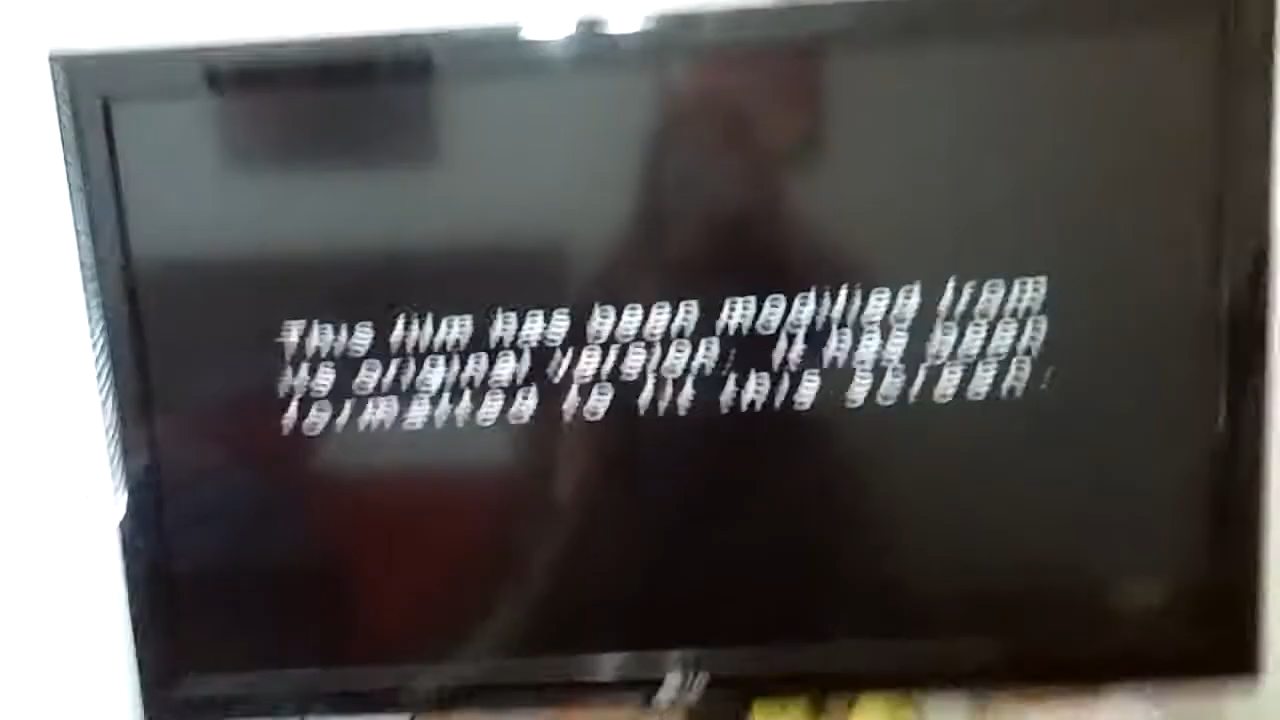 This film has been modified from
its original version. It has been
formatted to fit this screen.